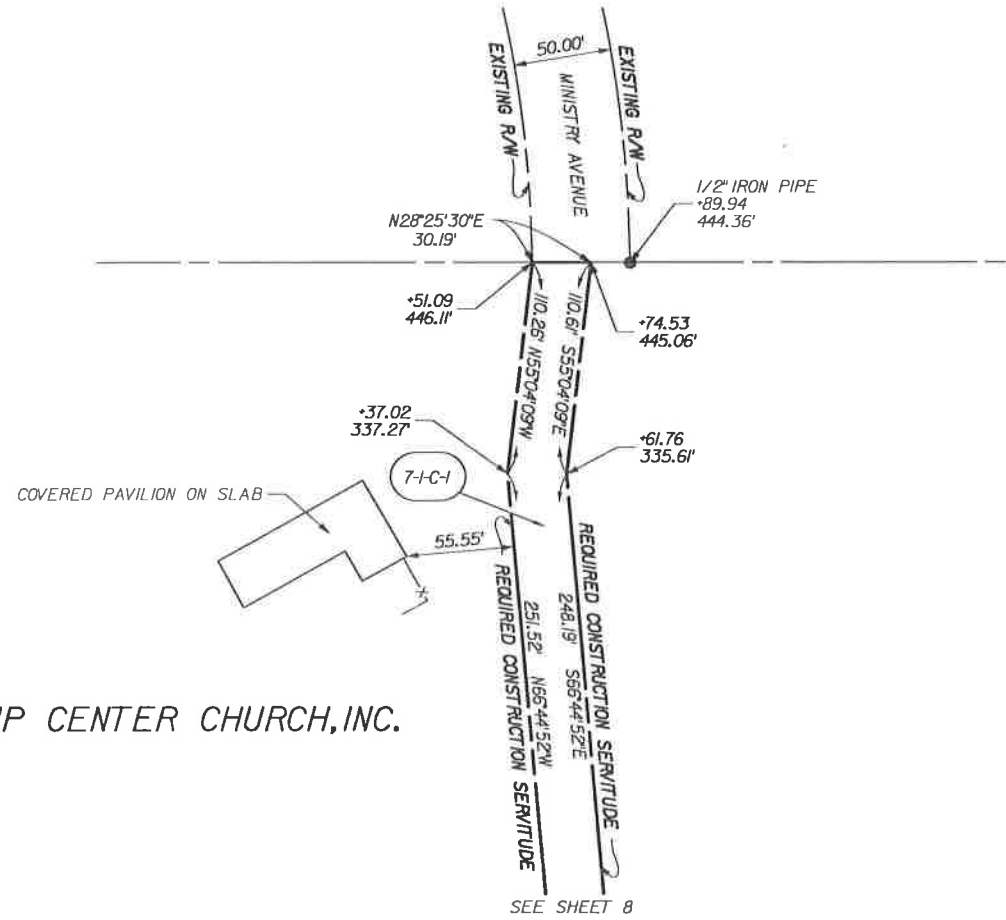 50.00'
EXISTING R/W
EXISTING R/W
MINISTRY AVENUE
1/2" IRON PIPE
+89.94
444.36'
N28°25'30"E
30.19'
+51.09
446.11'
+74.53
445.06'
110.26' N55°04'09"W
110.61' S55°04'09"E
+37.02
337.27'
+61.76
335.61'
7-1-C-1
COVERED PAVILION ON SLAB
55.55'
REQUIRED CONSTRUCTION SERVITUDE
251.52' N66°44'52"W
248.19' S66°44'52"E
REQUIRED CONSTRUCTION SERVITUDE
CENTER CHURCH, INC.
SEE SHEET 8